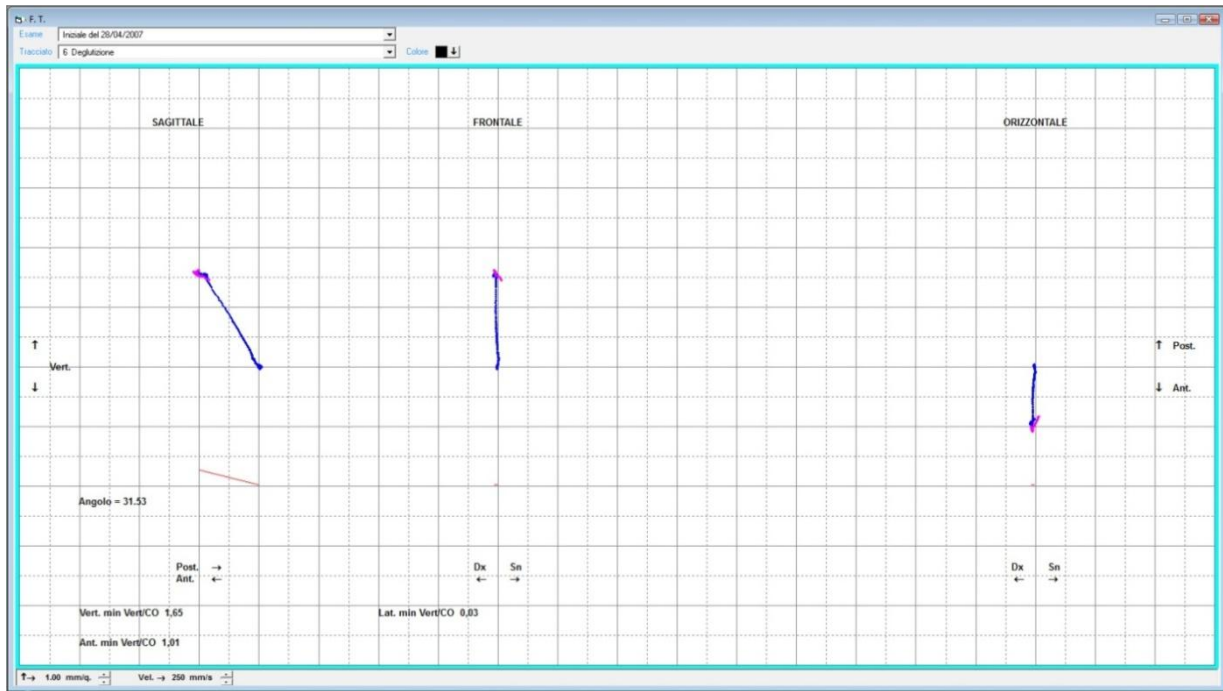 F. T.
Esame Iniziale del 28/04/2007
Tracciato 6 Deglutizione Colore
SAGITTALE FRONTALE ORIZZONTALE
↑ ↑ Post.
Vert.
↓ ↓ Ant.
Angolo = 31.53
Post. → Dx Sn Dx Sn
Ant. ← ← → ← →
Vert. min Vert/CO 1,65 Lat. min Vert/CO 0,03
Ant. min Vert/CO 1,01
↑→ 1.00 mm/q. Vel. → 250 mm/s